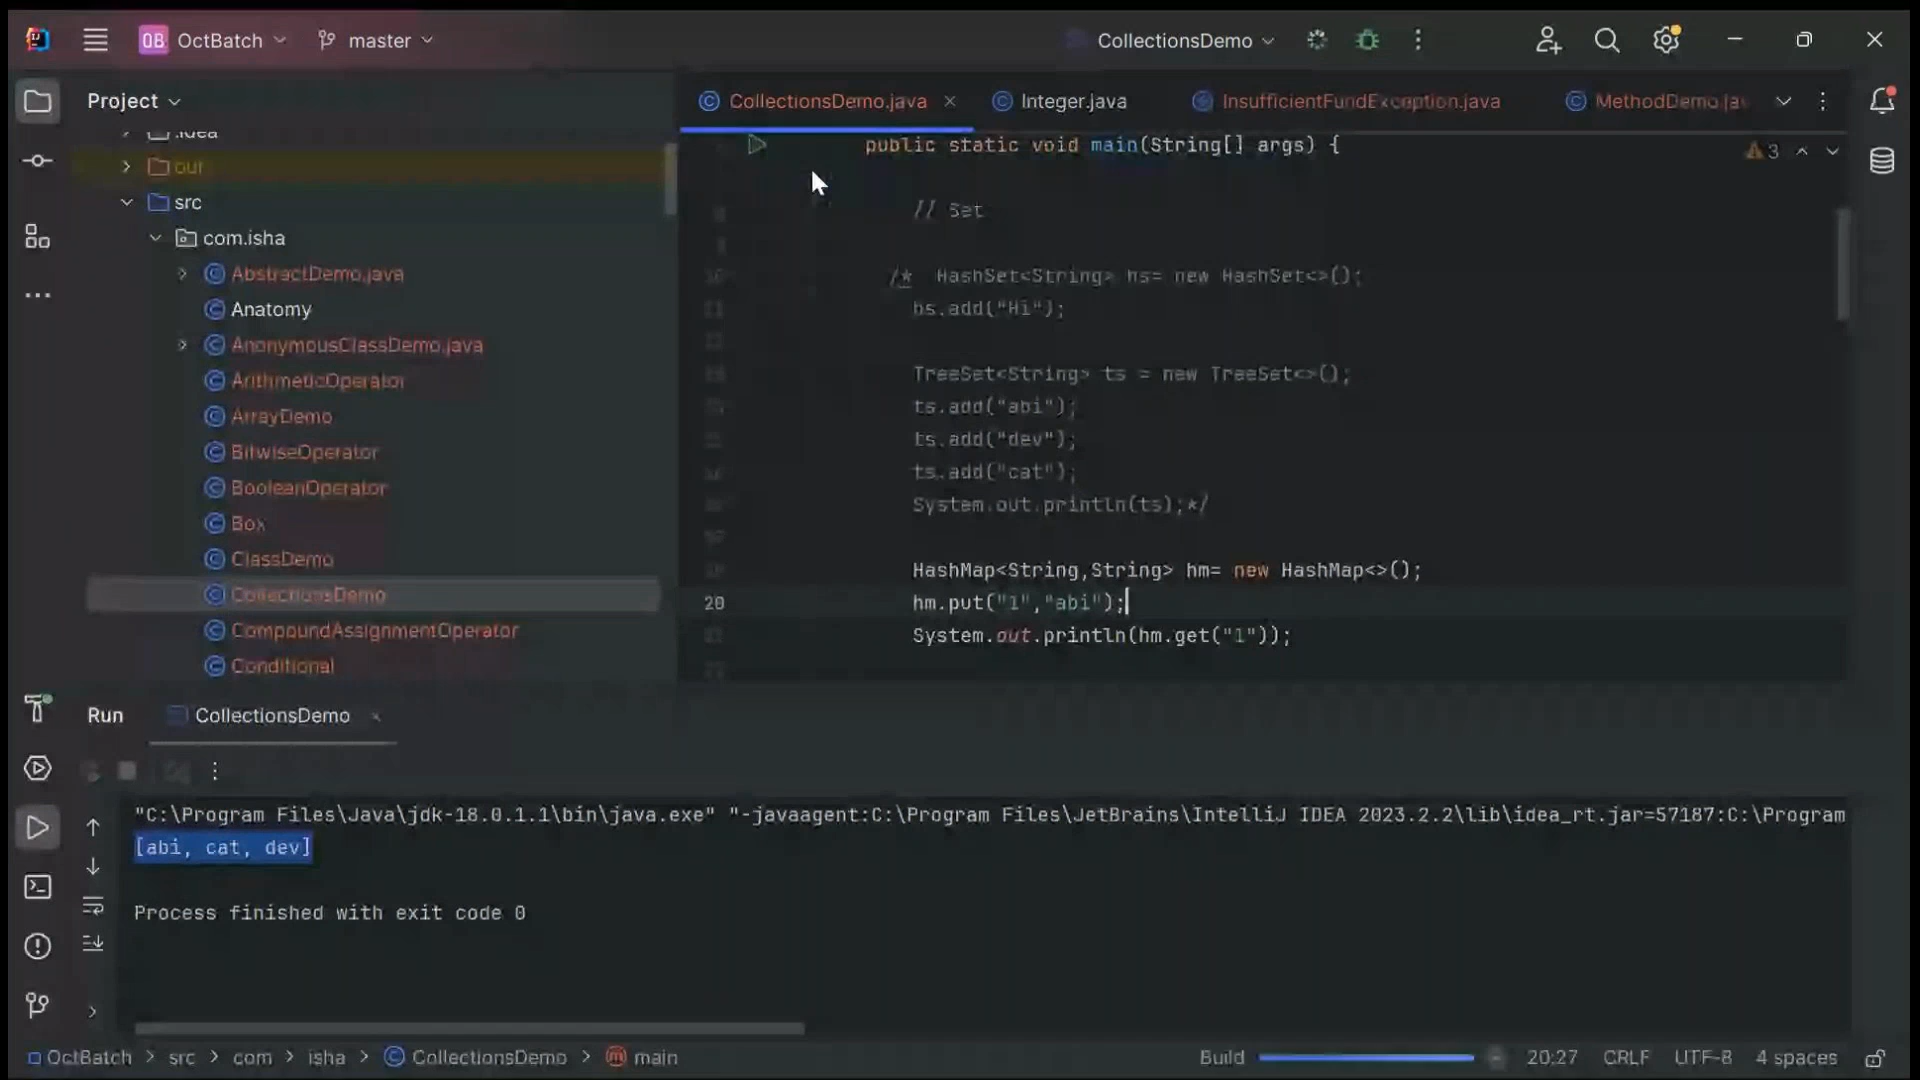 OB OctBatch master CollectionsDemo
Project
.idea
out
src
com.isha
AbstractDemo.java
Anatomy
AnonymousClassDemo.java
ArithmeticOperator
ArrayDemo
BitwiseOperator
BooleanOperator
Box
ClassDemo
CollectionsDemo
CompoundAssignmentOperator
Conditional
CollectionsDemo.java Integer.java InsufficientFundException.java MethodDemo.ja
3
public static void main(String[] args) {
// Set
/* HashSet<String> hs= new HashSet<>();
hs.add("Hi");
TreeSet<String> ts = new TreeSet<>();
ts.add("abi");
ts.add("dev");
ts.add("cat");
System.out.println(ts);*/
HashMap<String,String> hm= new HashMap<>();
20 hm.put("1","abi");
System.out.println(hm.get("1"));
Run CollectionsDemo
"C:\Program Files\Java\jdk-18.0.1.1\bin\java.exe" "-javaagent:C:\Program Files\JetBrains\IntelliJ IDEA 2023.2.2\lib\idea_rt.jar=57187:C:\Program
[abi, cat, dev]
Process finished with exit code 0
OctBatch > src > com > isha > CollectionsDemo > main Build 20:27 CRLF UTF-8 4 spaces